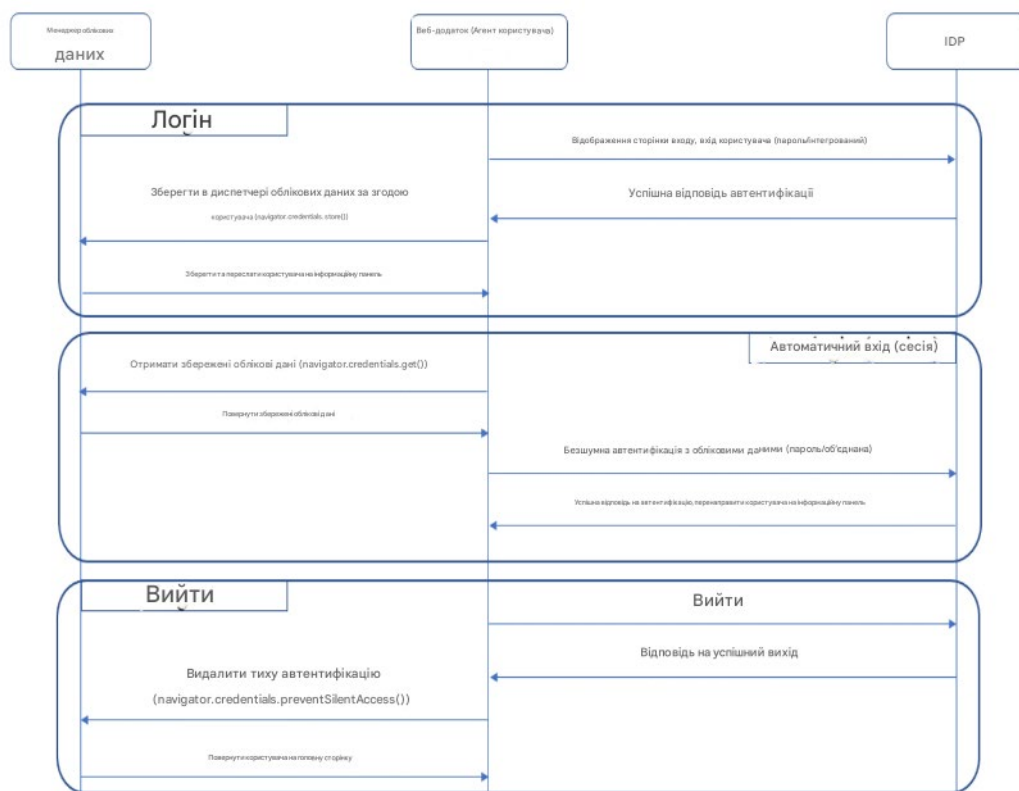 Менеджер облікових
даних
Веб-додаток (Агент користувача)
IDP
Логін
Відображення сторінки входу, вхід користувача (пароль/інтегрований)
Успішна відповідь автентифікації
Зберегти в диспетчері облікових даних за згодою
користувача (navigator.credentials.store())
Зберегти та переслати користувача на інформаційну панель
Автоматичний вхід (сесія)
Отримати збережені облікові дані (navigator.credentials.get())
Повернути збережені облікові дані
Безшумна автентифікація з обліковими даними (пароль/об'єднана)
Успішна відповідь на автентифікацію, перенаправити користувача на інформаційну панель
Вийти
Вийти
Відповідь на успішний вихід
Видалити тиху автентифікацію
(navigator.credentials.preventSilentAccess())
Повернути користувача на головну сторінку